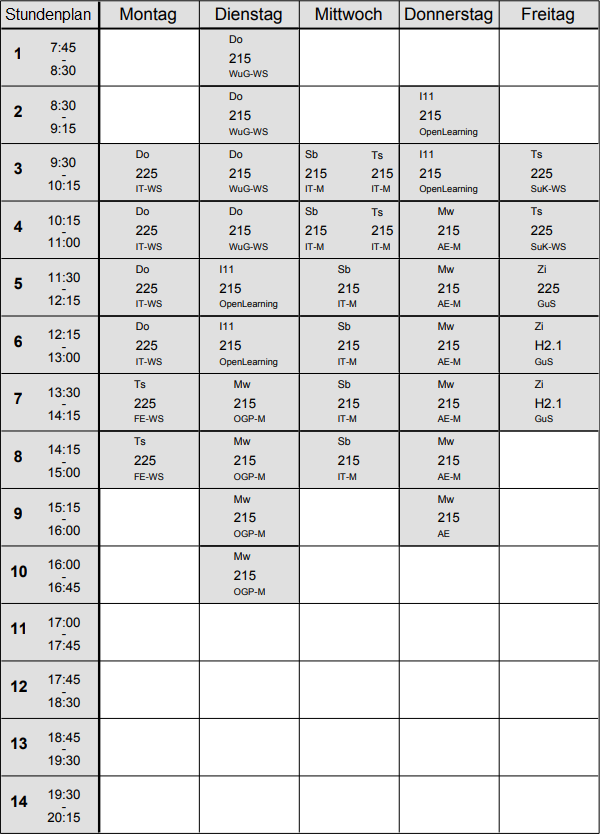 Stundenplan Montag Dienstag Mittwoch Donnerstag Freitag
1 7:45 - 8:30
Do
215
WuG-WS
2 8:30 - 9:15
Do I11
215 215
WuG-WS OpenLearning
3 9:30 - 10:15
Do Do Sb Ts I11 Ts
225 215 215 215 215 225
IT-WS WuG-WS IT-M IT-M OpenLearning SuK-WS
4 10:15 - 11:00
Do Do Sb Ts Mw Ts
225 215 215 215 215 225
IT-WS WuG-WS IT-M IT-M AE-M SuK-WS
5 11:30 - 12:15
Do I11 Sb Mw Zi
225 215 215 215 225
IT-WS OpenLearning IT-M AE-M GuS
6 12:15 - 13:00
Do I11 Sb Mw Zi
225 215 215 215 H2.1
IT-WS OpenLearning IT-M AE-M GuS
7 13:30 - 14:15
Ts Mw Sb Mw Zi
225 215 215 215 H2.1
FE-WS OGP-M IT-M AE-M GuS
8 14:15 - 15:00
Ts Mw Sb Mw
225 215 215 215
FE-WS OGP-M IT-M AE-M
9 15:15 - 16:00
Mw Mw
215 215
OGP-M AE
10 16:00 - 16:45
Mw
215
OGP-M
11 17:00 - 17:45
12 17:45 - 18:30
13 18:45 - 19:30
14 19:30 - 20:15